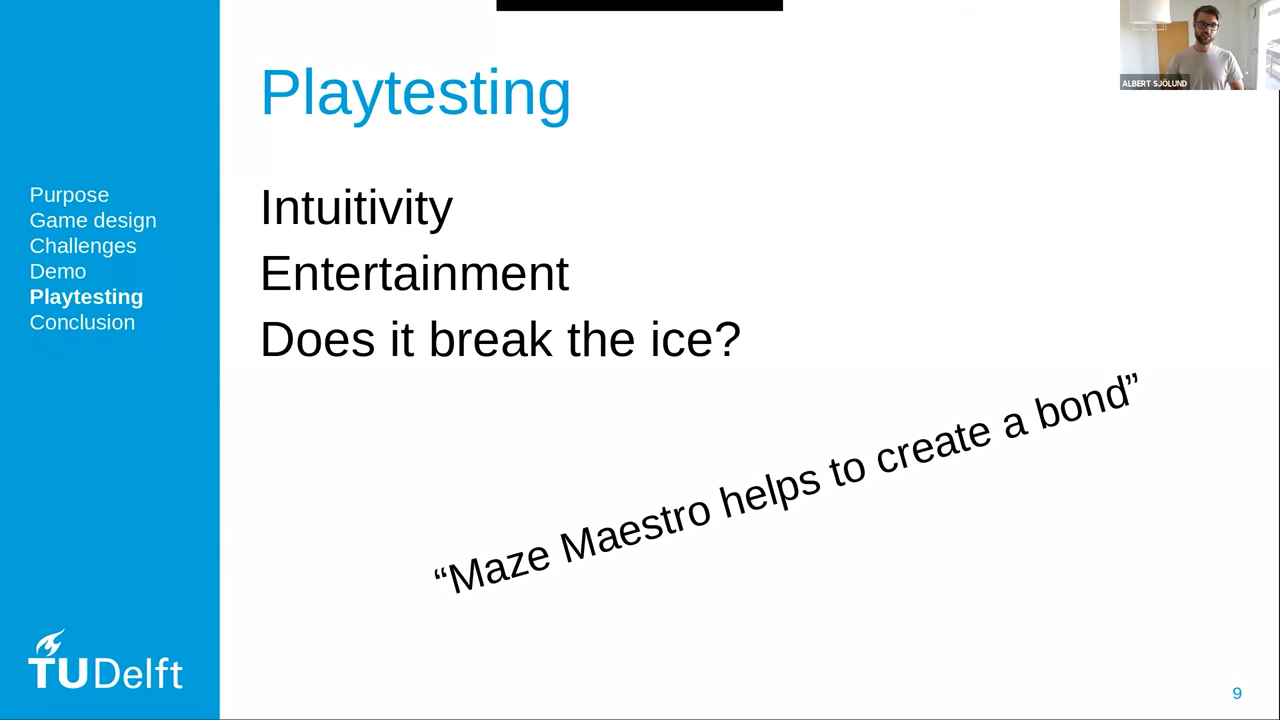 Playtesting
ALBERT SJÖLUND
Purpose
Game design
Challenges
Demo
Playtesting
Conclusion
Intuitivity
Entertainment
Does it break the ice?
“Maze Maestro helps to create a bond”
TUDelft
9